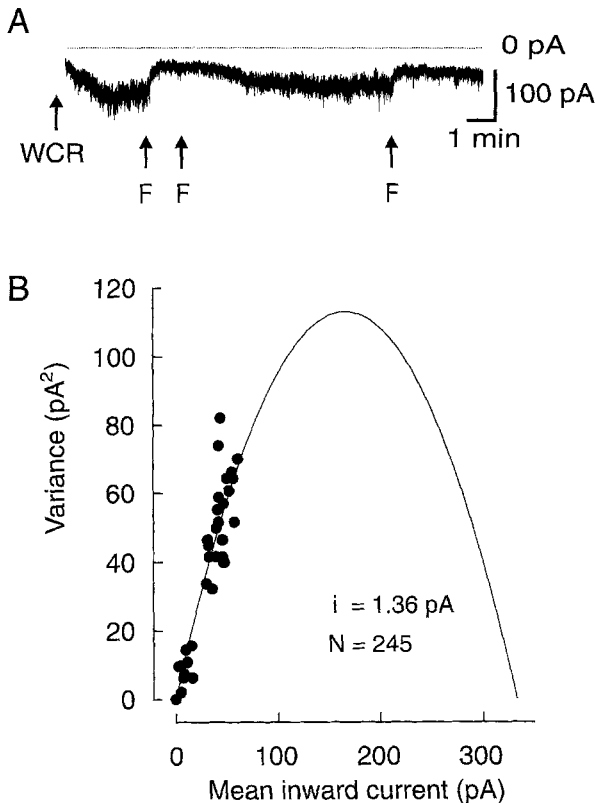 A
0 pA
100 pA
1 min
WCR
F F F
B
120
100
80
60
40
20
0
Variance (pA²)
i = 1.36 pA
N = 245
0 100 200 300
Mean inward current (pA)